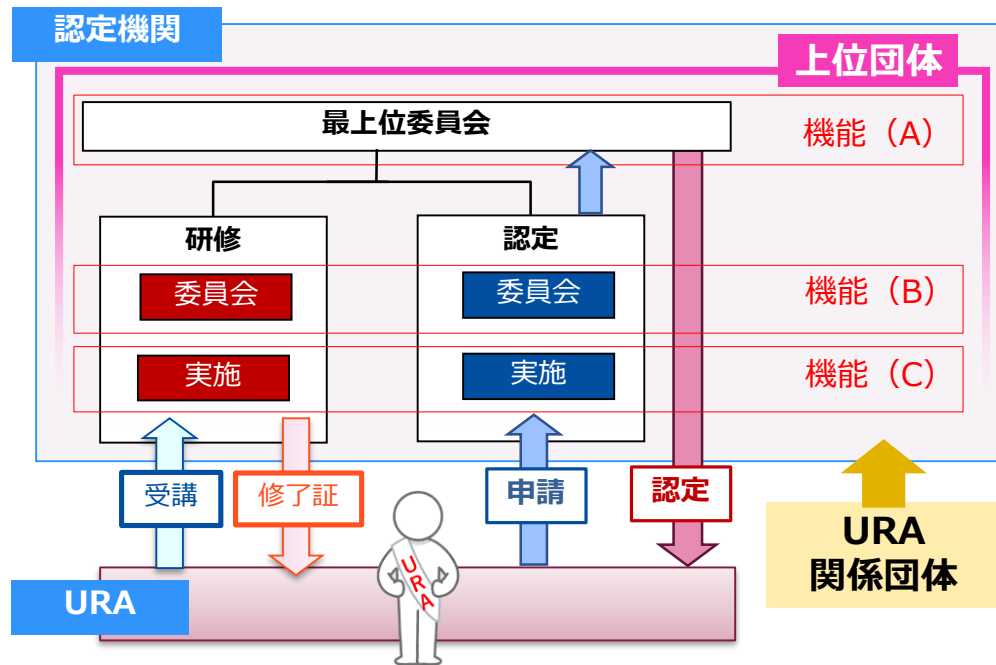 認定機関
上位団体
最上位委員会
機能（A）
研修
認定
委員会
委員会
機能（B）
実施
実施
機能（C）
受講
修了証
申請
認定
URA
関係団体
URA
URA